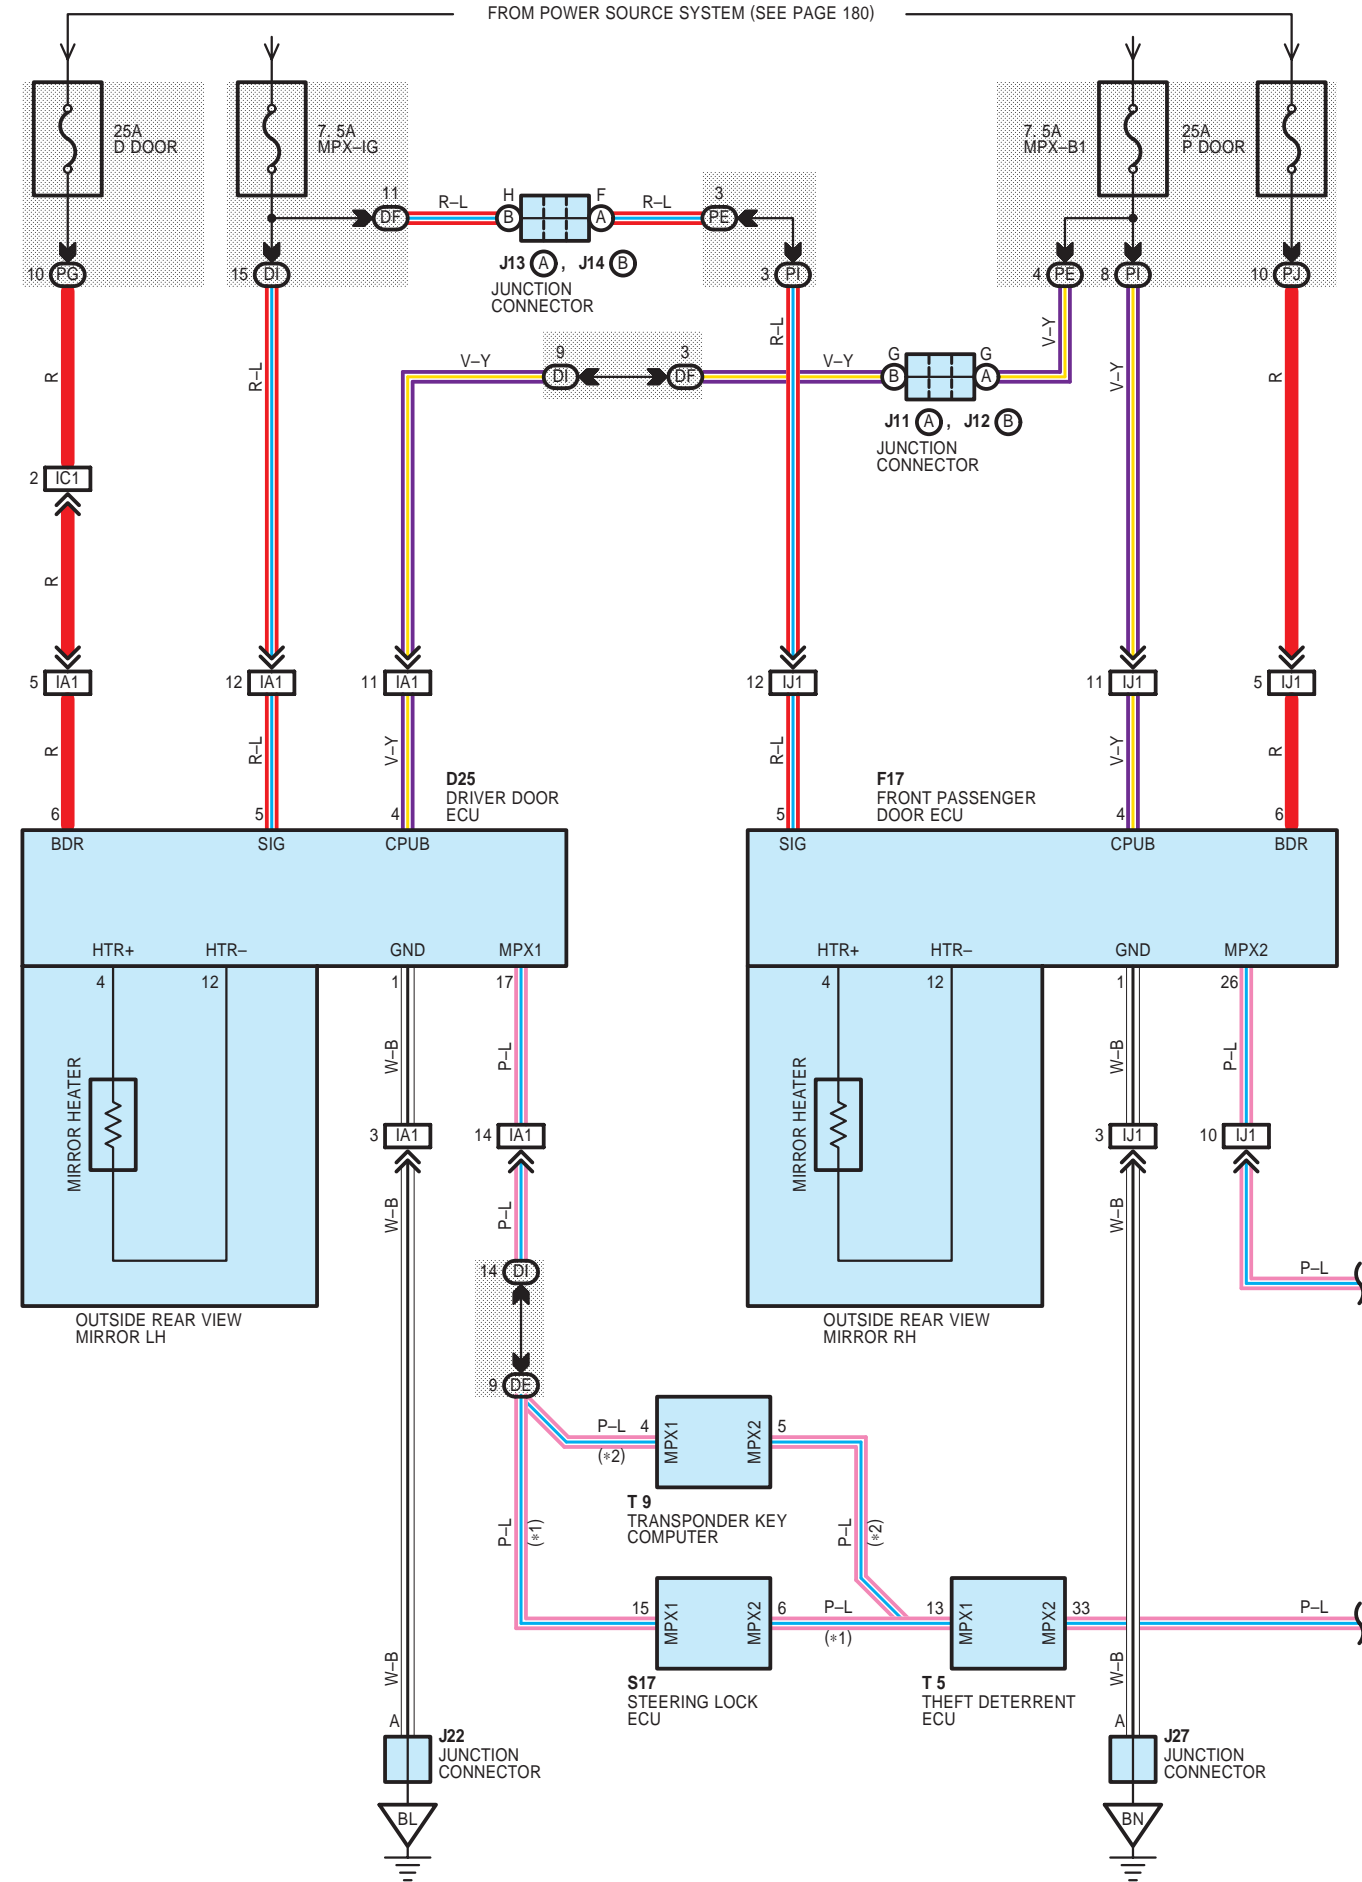 FROM POWER SOURCE SYSTEM (SEE PAGE 180)
25A
D DOOR
7. 5A
MPX–IG
7. 5A
MPX–B1
25A
P DOOR
11
DF
R–L
H
B
F
A
R–L
3
PE
10 PG
15 DI
J13 A , J14 B
JUNCTION
CONNECTOR
3 PI
4 PE
8 PI
10 PJ
R
R–L
V–Y
9
DI
3
DF
R–L
V–Y
G
B
G
A
V–Y
V–Y
R
J11 A , J12 B
JUNCTION
CONNECTOR
2 IC1
R
5 IA1
12 IA1
11 IA1
12 IJ1
11 IJ1
5 IJ1
R
R–L
V–Y
R–L
V–Y
R
D25
DRIVER DOOR
ECU
F17
FRONT PASSENGER
DOOR ECU
6
5
4
5
4
6
BDR
SIG
CPUB
SIG
CPUB
BDR
HTR+
HTR–
GND
MPX1
HTR+
HTR–
GND
MPX2
4
12
1
17
4
12
1
26
MIRROR HEATER
W–B
P–L
MIRROR HEATER
W–B
P–L
3 IA1
14 IA1
3 IJ1
10 IJ1
W–B
P–L
W–B
P–L
14 DI
OUTSIDE REAR VIEW
MIRROR LH
OUTSIDE REAR VIEW
MIRROR RH
9 DE
P–L
(*2)
4
MPX1
MPX2
5
T 9
TRANSPONDER KEY
COMPUTER
P–L
(*1)
P–L
(*2)
15
MPX1
MPX2
6
P–L
(*1)
13
MPX1
MPX2
33
P–L
S17
STEERING LOCK
ECU
T 5
THEFT DETERRENT
ECU
W–B
W–B
A
J22
JUNCTION
CONNECTOR
A
J27
JUNCTION
CONNECTOR
BL
BN